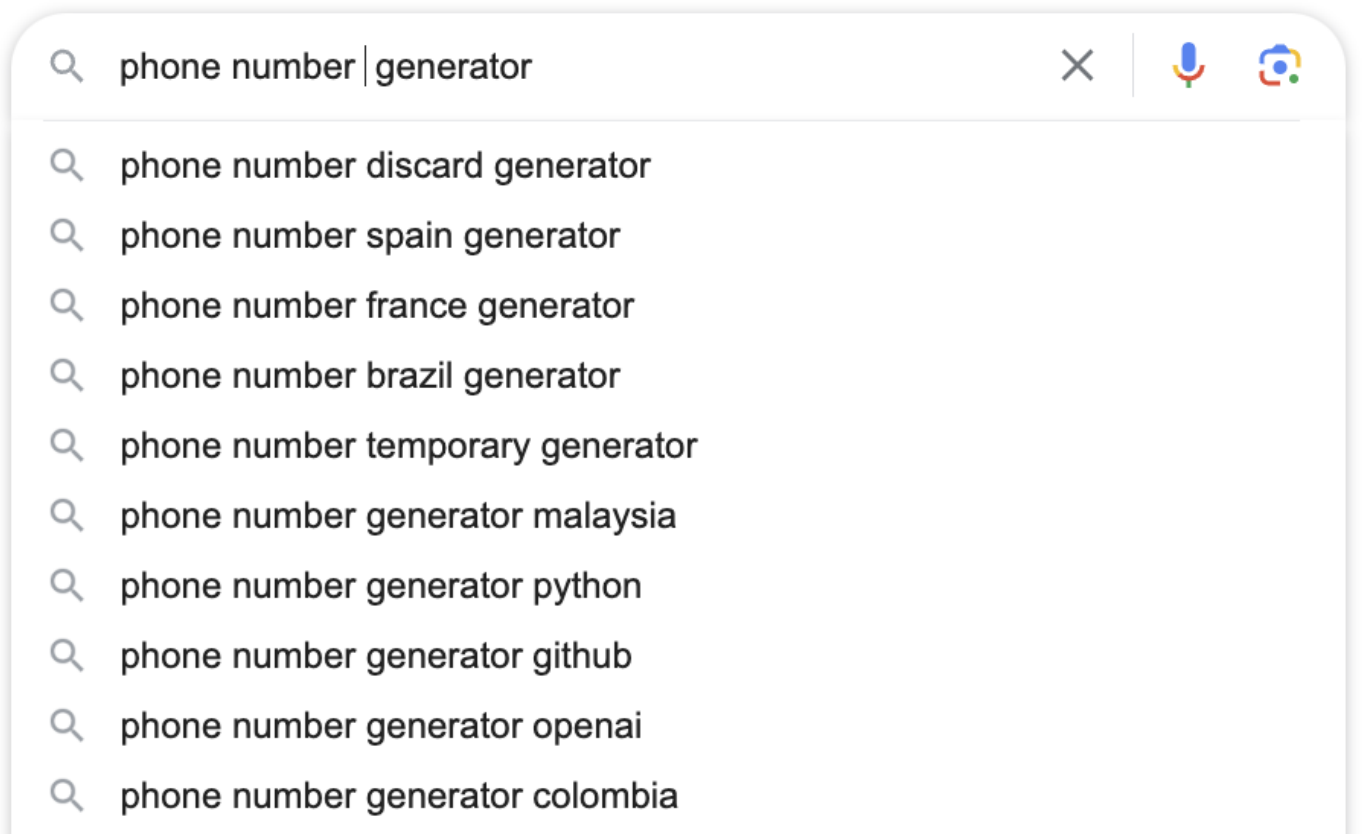 phone number generator
phone number discard generator
phone number spain generator
phone number france generator
phone number brazil generator
phone number temporary generator
phone number generator malaysia
phone number generator python
phone number generator github
phone number generator openai
phone number generator colombia